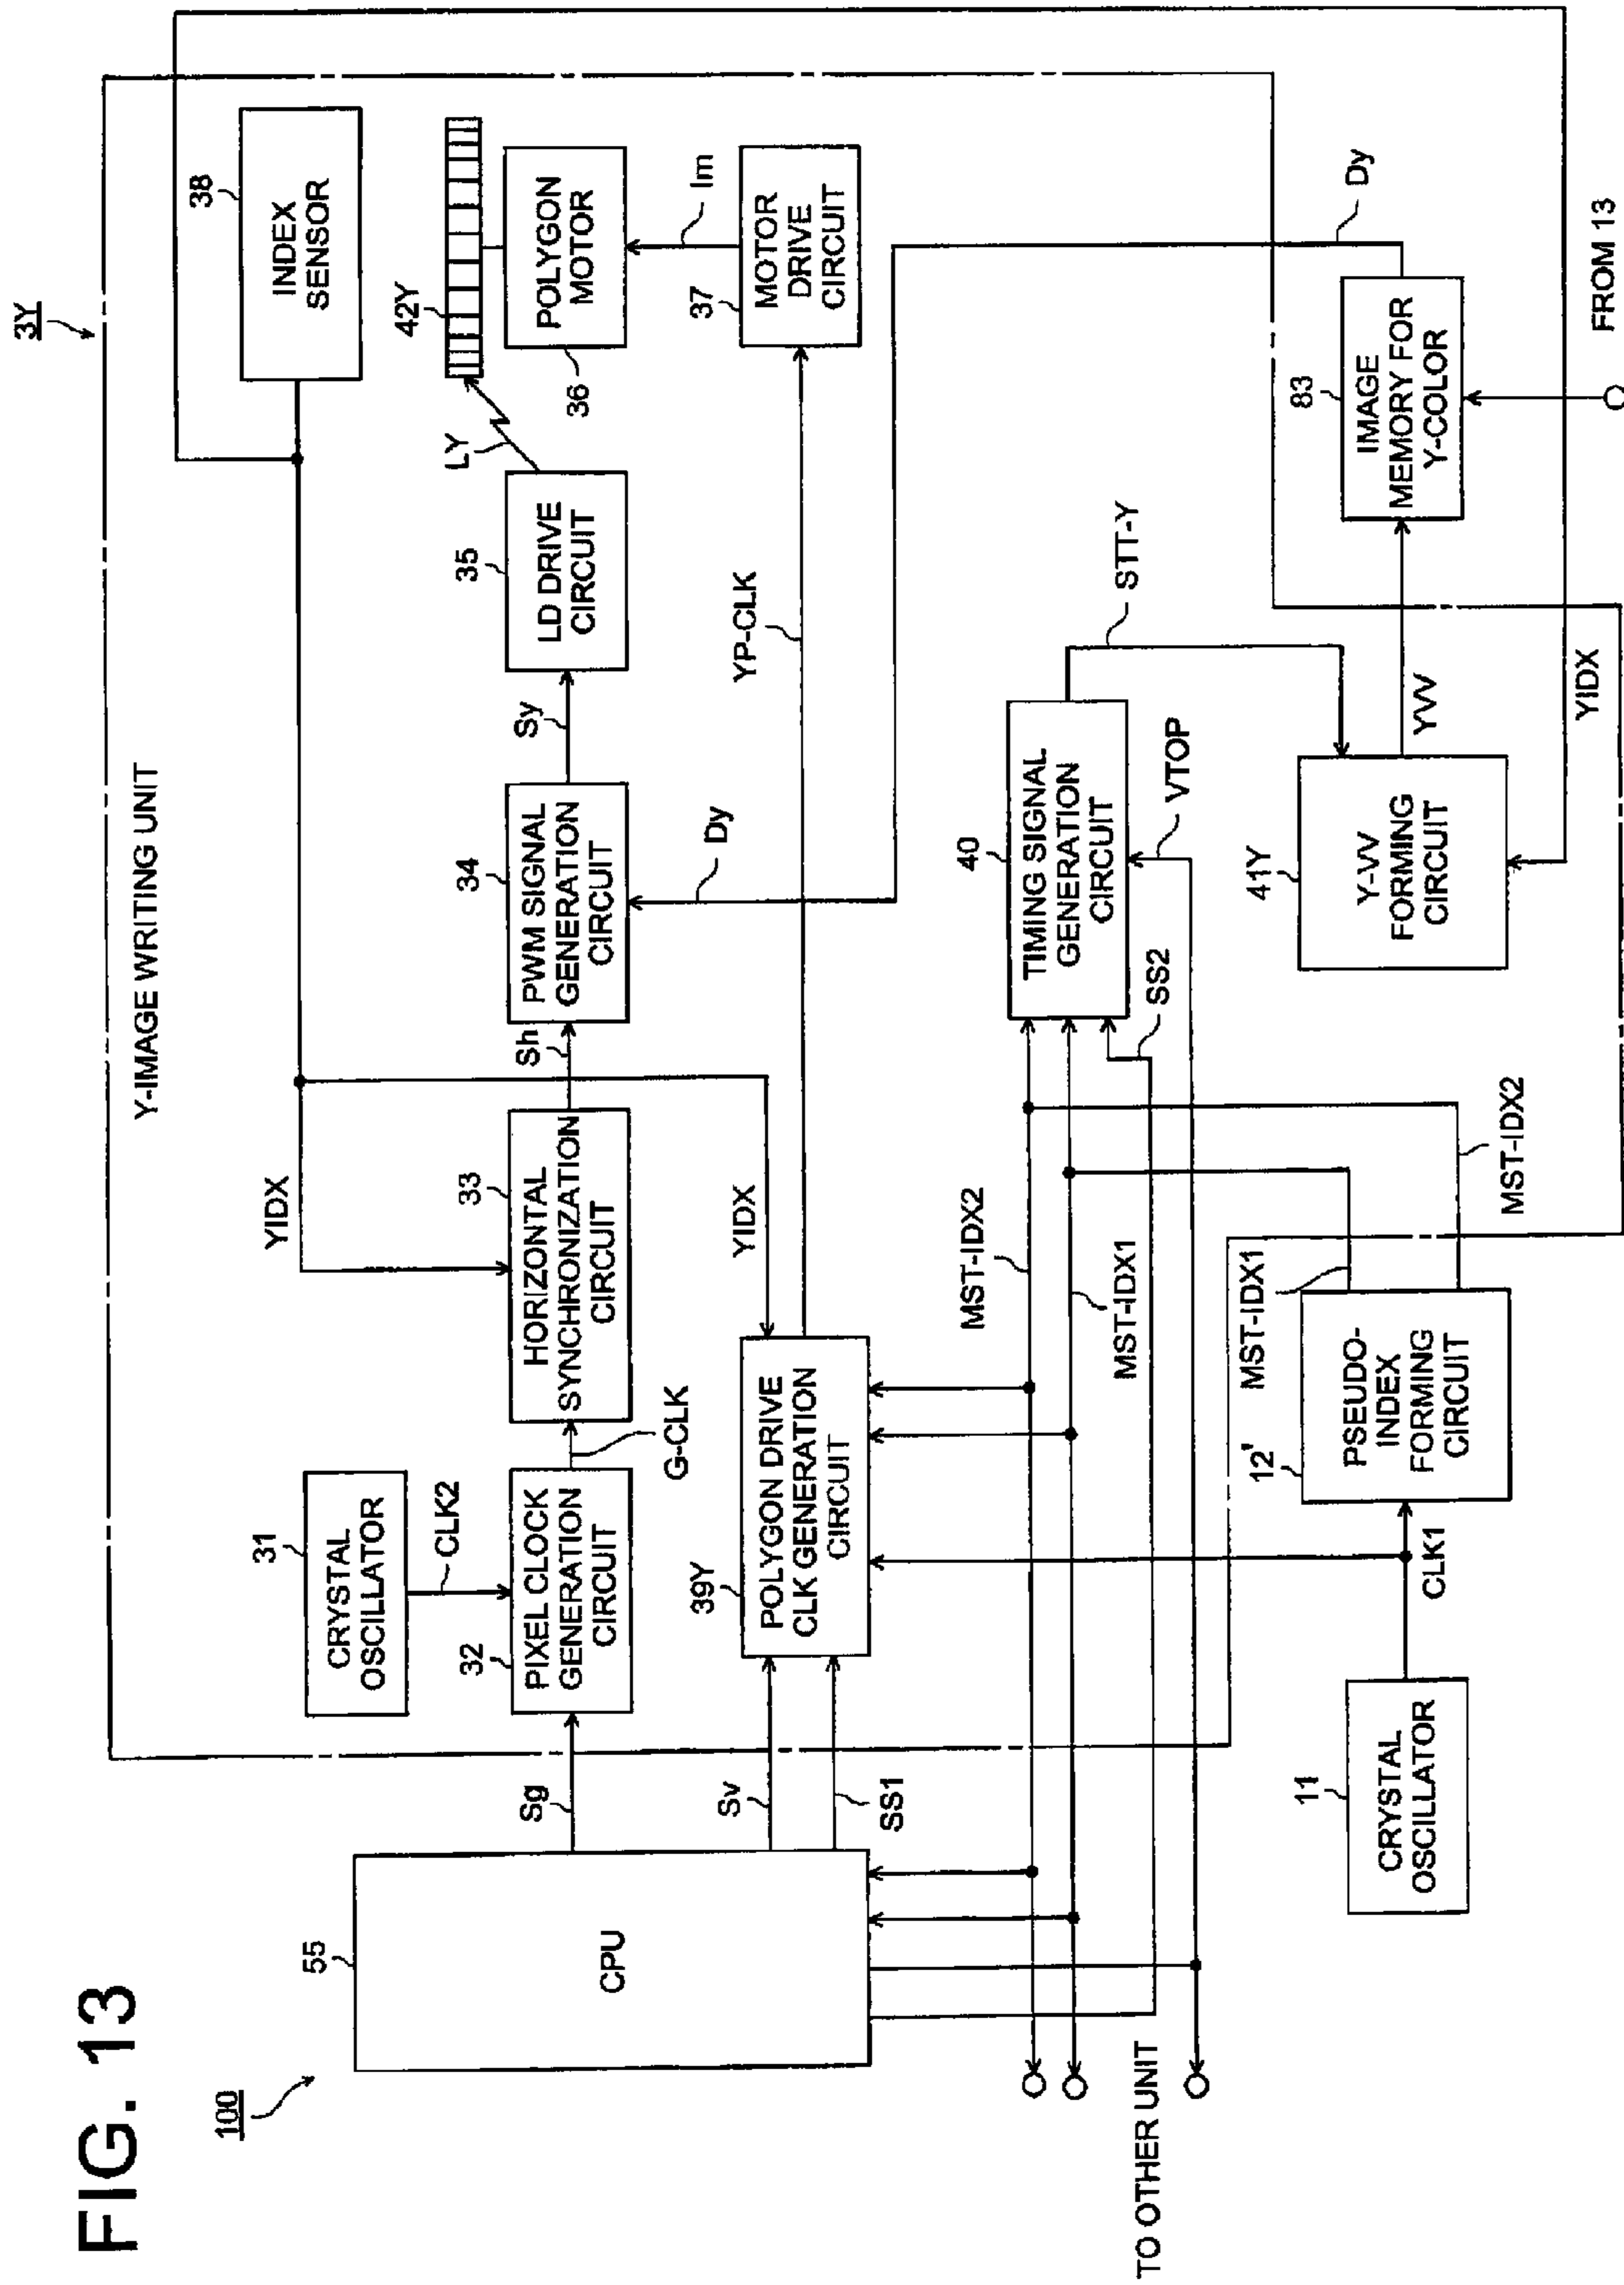 FIG. 13
100
3Y
Y-IMAGE WRITING UNIT
38
INDEX
SENSOR
YIDX
31
CRYSTAL
OSCILLATOR
CLK2
55
CPU
Sg
32
PIXEL CLOCK
GENERATION
CIRCUIT
G-CLK
33
HORIZONTAL
SYNCHRONIZATION
CIRCUIT
Sh
34
PWM SIGNAL
GENERATION
CIRCUIT
Sy
35
LD DRIVE
CIRCUIT
LY
42Y
POLYGON
MOTOR
36
Im
Sv
SS1
39Y
POLYGON DRIVE
CLK GENERATION
CIRCUIT
YIDX
Dy
YP-CLK
37
MOTOR
DRIVE
CIRCUIT
MST-IDX2
MST-IDX1
SS2
40
TIMING SIGNAL
GENERATION
CIRCUIT
VTOP
STT-Y
TO OTHER UNIT
11
CRYSTAL
OSCILLATOR
CLK1
12'
PSEUDO-
INDEX
FORMING
CIRCUIT
MST-IDX1
MST-IDX2
41Y
Y-VV
FORMING
CIRCUIT
YVV
YIDX
83
IMAGE
MEMORY FOR
Y-COLOR
Dy
FROM 13